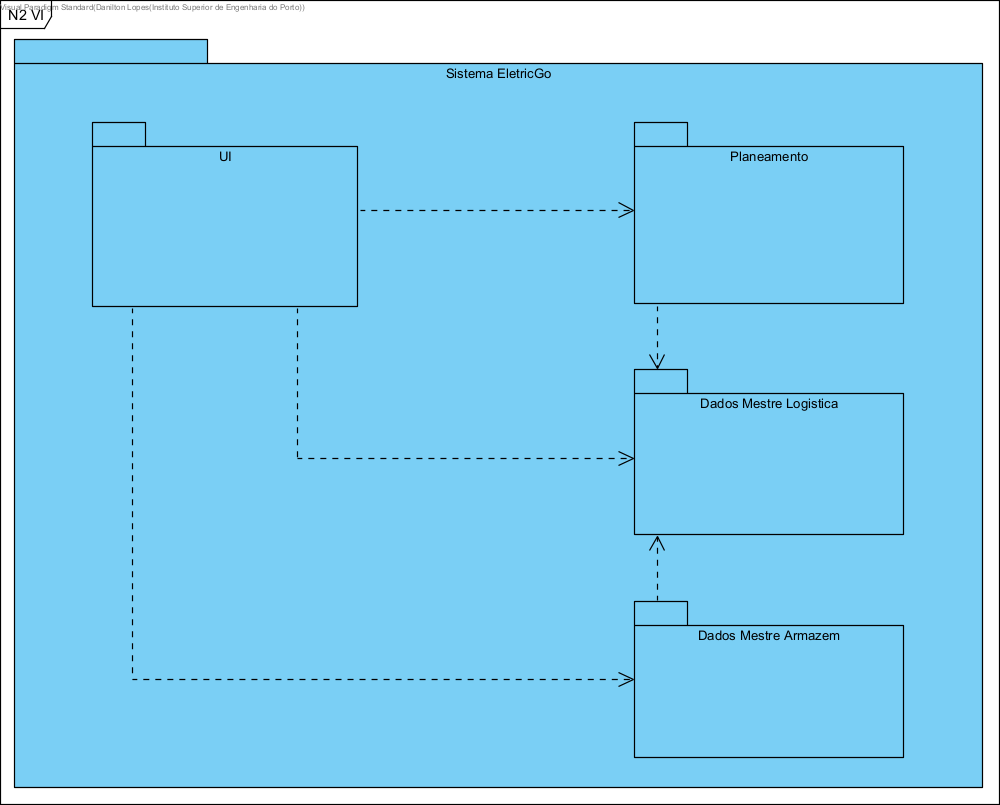 Visual Paradigm Standard(Danilton Lopes(Instituto Superior de Engenharia do Porto))
N2 VI
Sistema EletricGo
UI
Planeamento
Dados Mestre Logistica
Dados Mestre Armazem